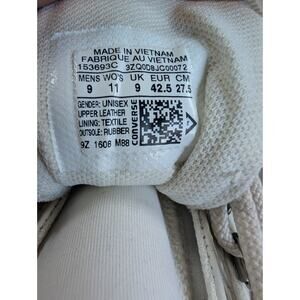 MADE IN VIETNAM
FABRIQUE AU VIETNAM
153693C 3ZQ0D8JC00072
MENS WO'S UK EUR CM
9 11 9 42.5 27.5
GENDER: UNISEX
UPPER: LEATHER
LINING: TEXTILE
OUTSOLE: RUBBER
9Z 1608 M88
CONVERSE